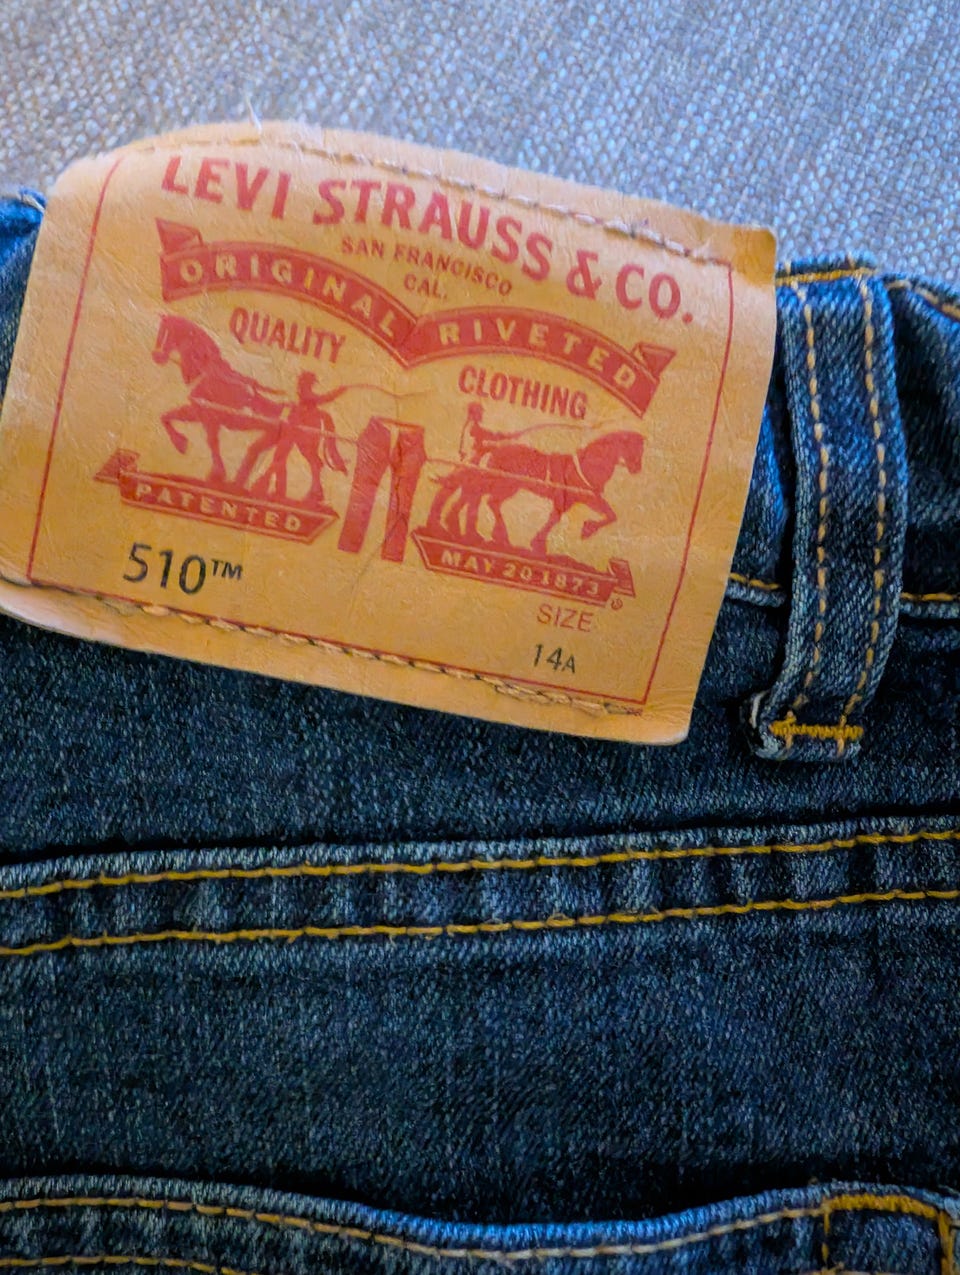 LEVI STRAUSS & CO.
SAN FRANCISCO
CAL.
ORIGINAL RIVETED
QUALITY CLOTHING
PATENTED MAY 20 1873 ®
510™
SIZE
14A